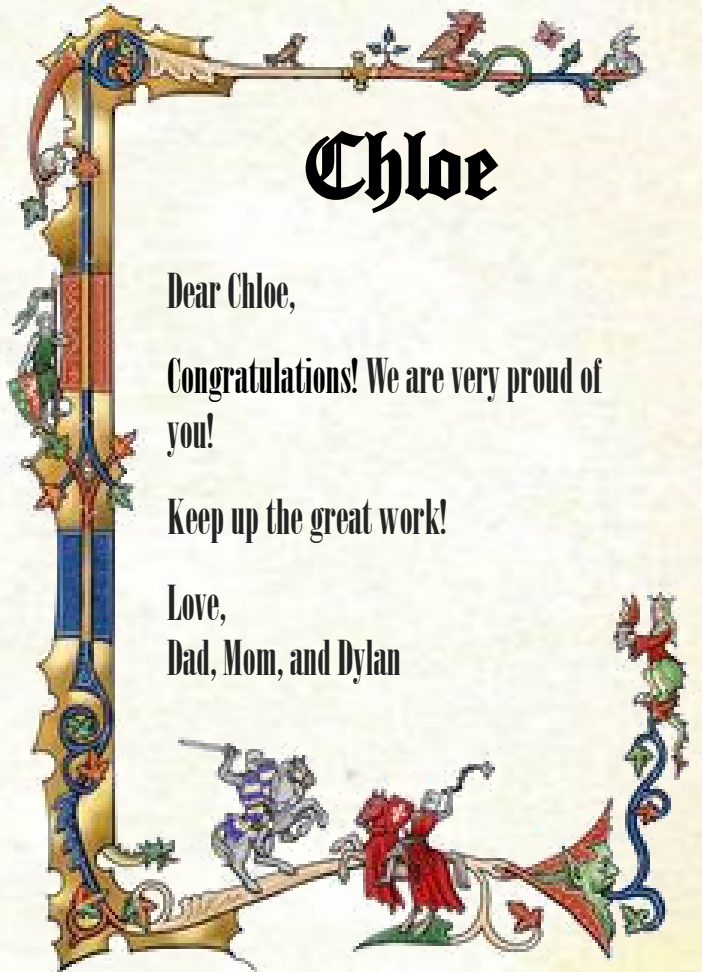 Chloe
Dear Chloe,
Congratulations! We are very proud of
you!
Keep up the great work!
Love,
Dad, Mom, and Dylan